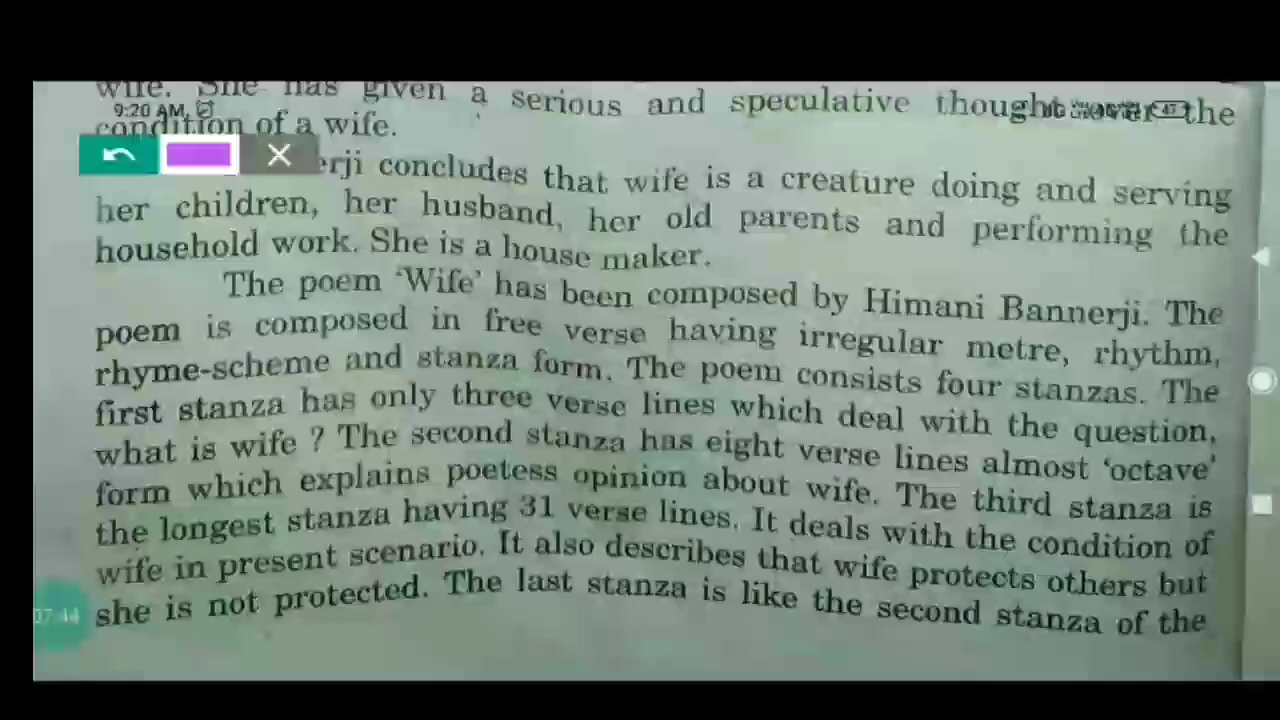 wife. She has given a serious and speculative thought over the
9:20 AM
condition of a wife.
erji concludes that wife is a creature doing and serving
her children, her husband, her old parents and performing the
household work. She is a house maker.
The poem 'Wife' has been composed by Himani Bannerji. The
poem is composed in free verse having irregular metre, rhythm,
rhyme-scheme and stanza form. The poem consists four stanzas. The
first stanza has only three verse lines which deal with the question,
what is wife ? The second stanza has eight verse lines almost 'octave'
form which explains poetess opinion about wife. The third stanza is
the longest stanza having 31 verse lines. It deals with the condition of
wife in present scenario. It also describes that wife protects others but
she is not protected. The last stanza is like the second stanza of the
07:44